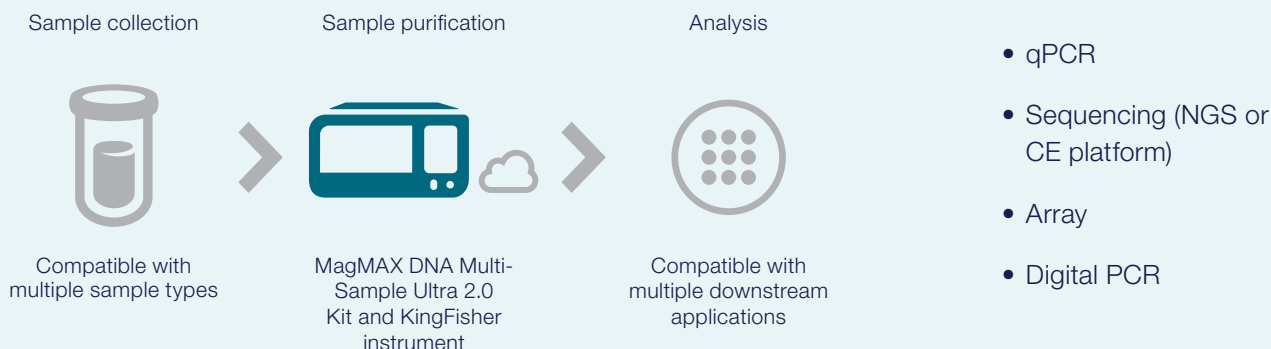 Sample collection
Sample purification
Analysis
Compatible with
multiple sample types
MagMAX DNA Multi-
Sample Ultra 2.0
Kit and KingFisher
instrument
Compatible with
multiple downstream
applications
• qPCR
• Sequencing (NGS or
CE platform)
• Array
• Digital PCR